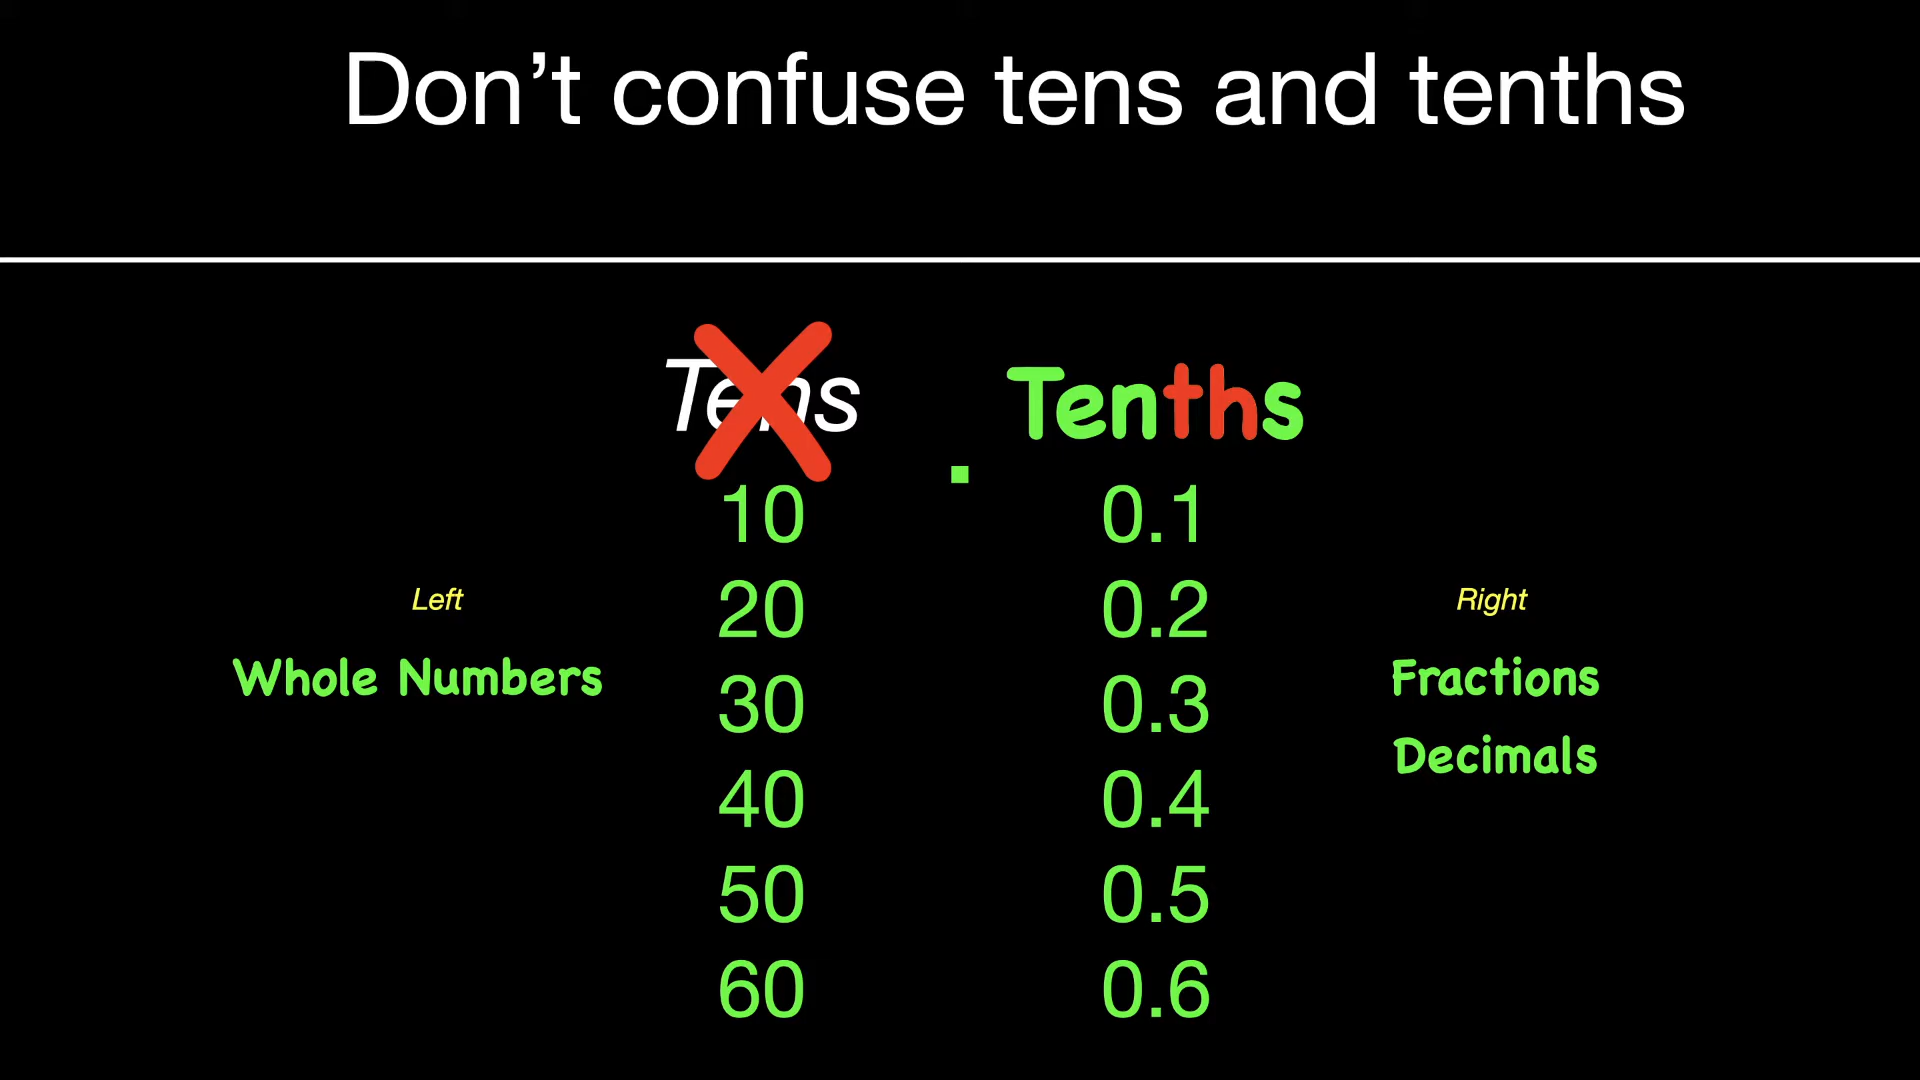 Don’t confuse tens and tenths
Tens . Tenths
10 0.1
20 0.2
Left Right
Whole Numbers Fractions
30 0.3
Decimals
40 0.4
50 0.5
60 0.6